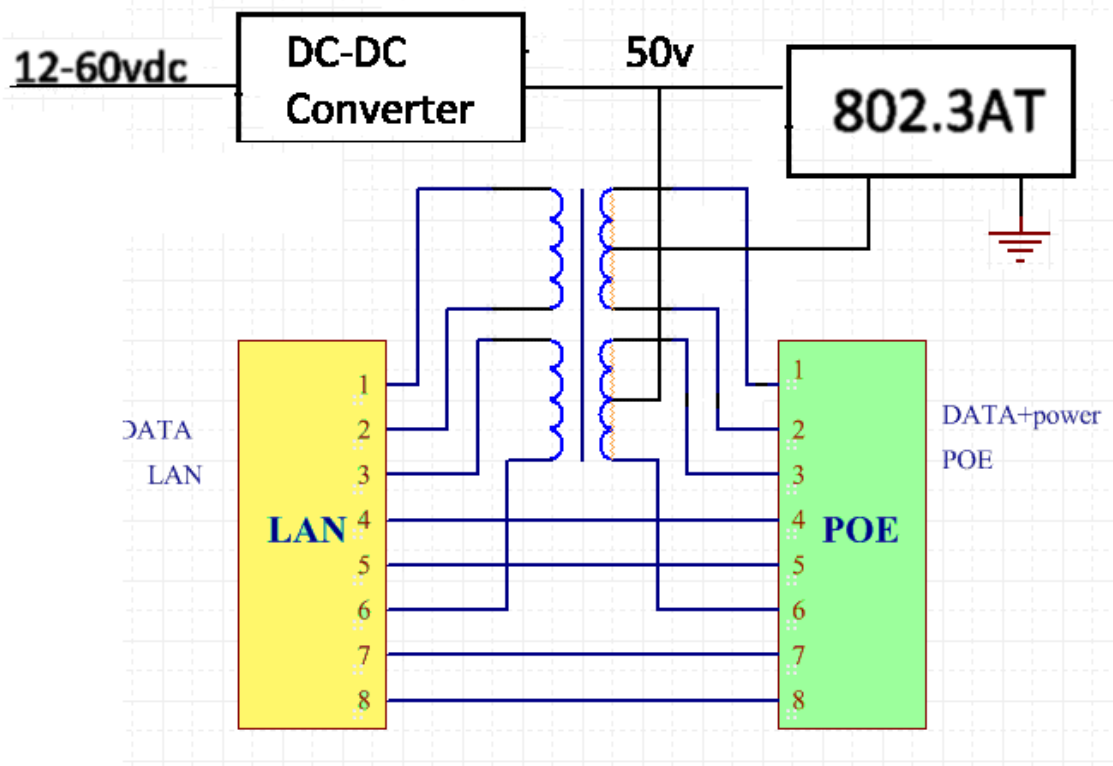 12-60vdc
DC-DC
Converter
50v
802.3AT
DATA
LAN
LAN
1
2
3
4
5
6
7
8
POE
1
2
3
4
5
6
7
8
DATA+power
POE